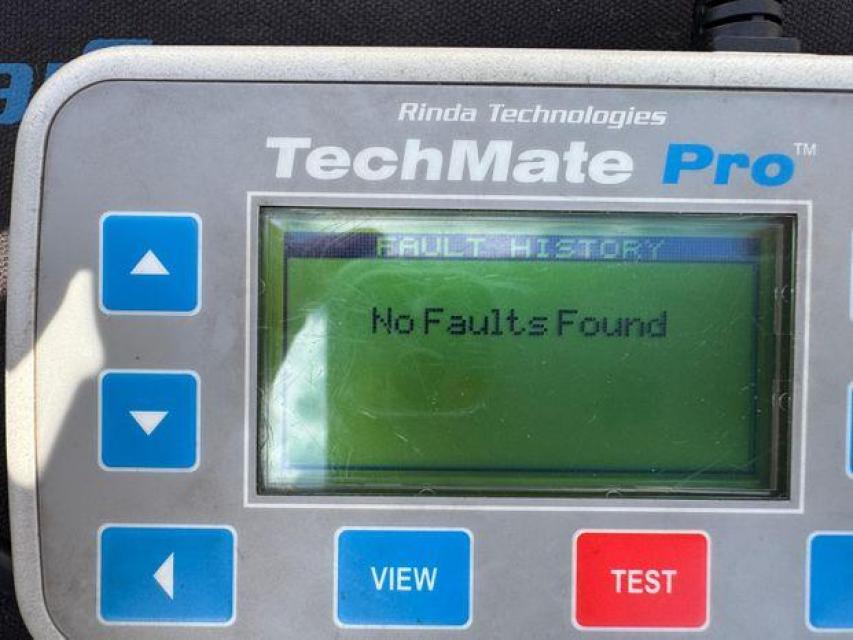 Rinda Technologies
TechMate Pro™
FAULT HISTORY
No Faults Found
VIEW
TEST